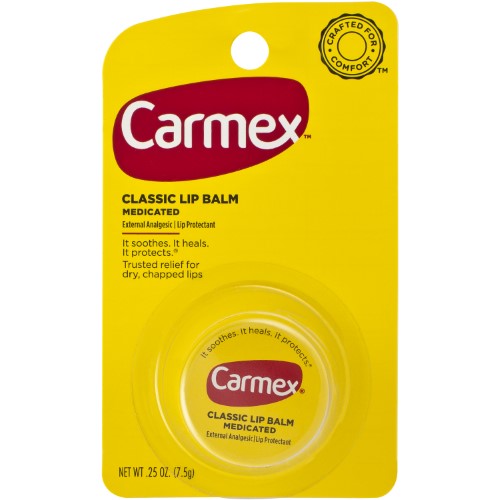 CRAFTED FOR
COMFORT
™
Carmex™
CLASSIC LIP BALM
MEDICATED
External Analgesic | Lip Protectant
It soothes. It heals.
It protects.®
Trusted relief for
dry, chapped lips
It soothes. It heals. It protects.®
Carmex®
CLASSIC LIP BALM
MEDICATED
External Analgesic | Lip Protectant
NET WT .25 OZ. (7.5g)